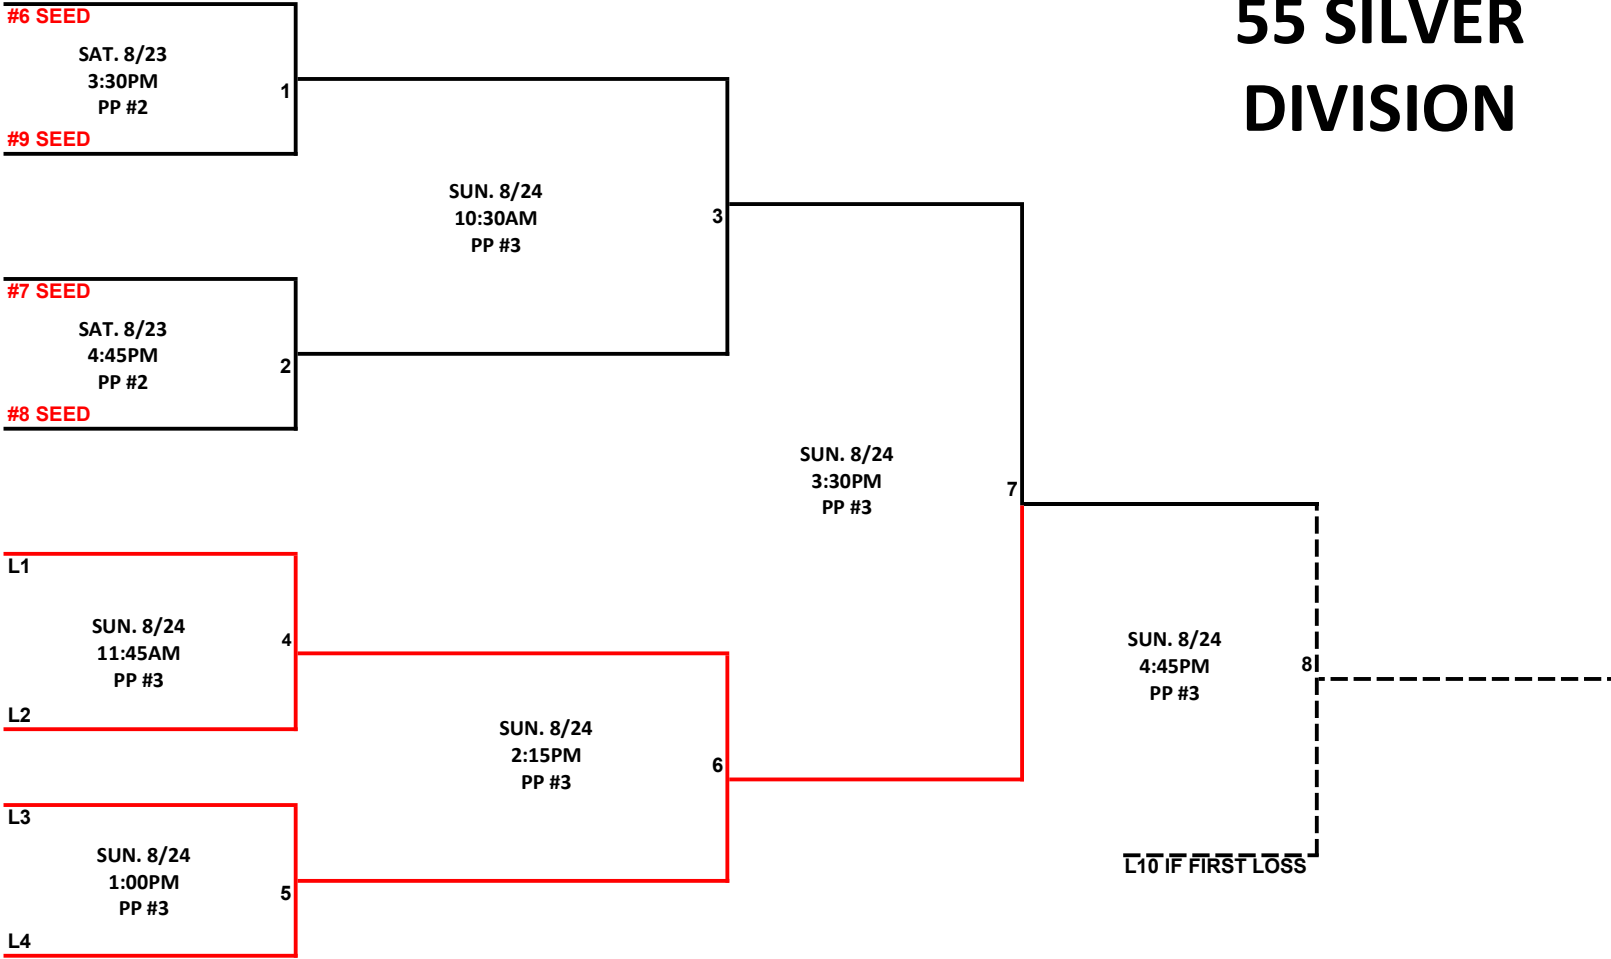 55 SILVER
DIVISION
#6 SEED
SAT. 8/23
3:30PM
PP #2
1
#9 SEED
SUN. 8/24
10:30AM
PP #3
3
#7 SEED
SAT. 8/23
4:45PM
PP #2
2
#8 SEED
SUN. 8/24
3:30PM
PP #3
7
L1
SUN. 8/24
11:45AM
PP #3
4
L2
SUN. 8/24
2:15PM
PP #3
6
SUN. 8/24
4:45PM
PP #3
8
L3
SUN. 8/24
1:00PM
PP #3
5
L4
L10 IF FIRST LOSS